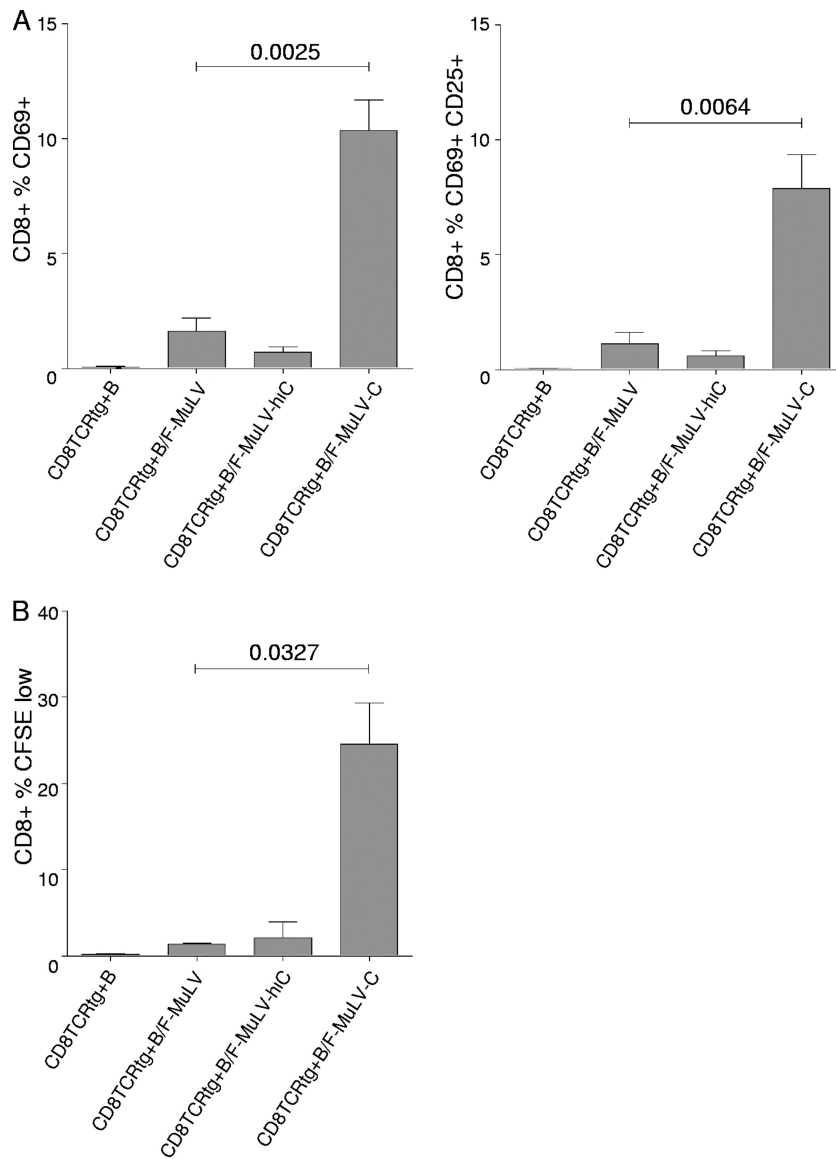 A
CD8+ % CD69+
15
10
5
0
0.0025
CD8TCRtg+B
CD8TCRtg+B/F-MuLV
CD8TCRtg+B/F-MuLV-hiC
CD8TCRtg+B/F-MuLV-C
CD8+ % CD69+ CD25+
15
10
5
0
0.0064
CD8TCRtg+B
CD8TCRtg+B/F-MuLV
CD8TCRtg+B/F-MuLV-hiC
CD8TCRtg+B/F-MuLV-C
B
CD8+ % CFSE low
40
30
20
10
0
0.0327
CD8TCRtg+B
CD8TCRtg+B/F-MuLV
CD8TCRtg+B/F-MuLV-hiC
CD8TCRtg+B/F-MuLV-C